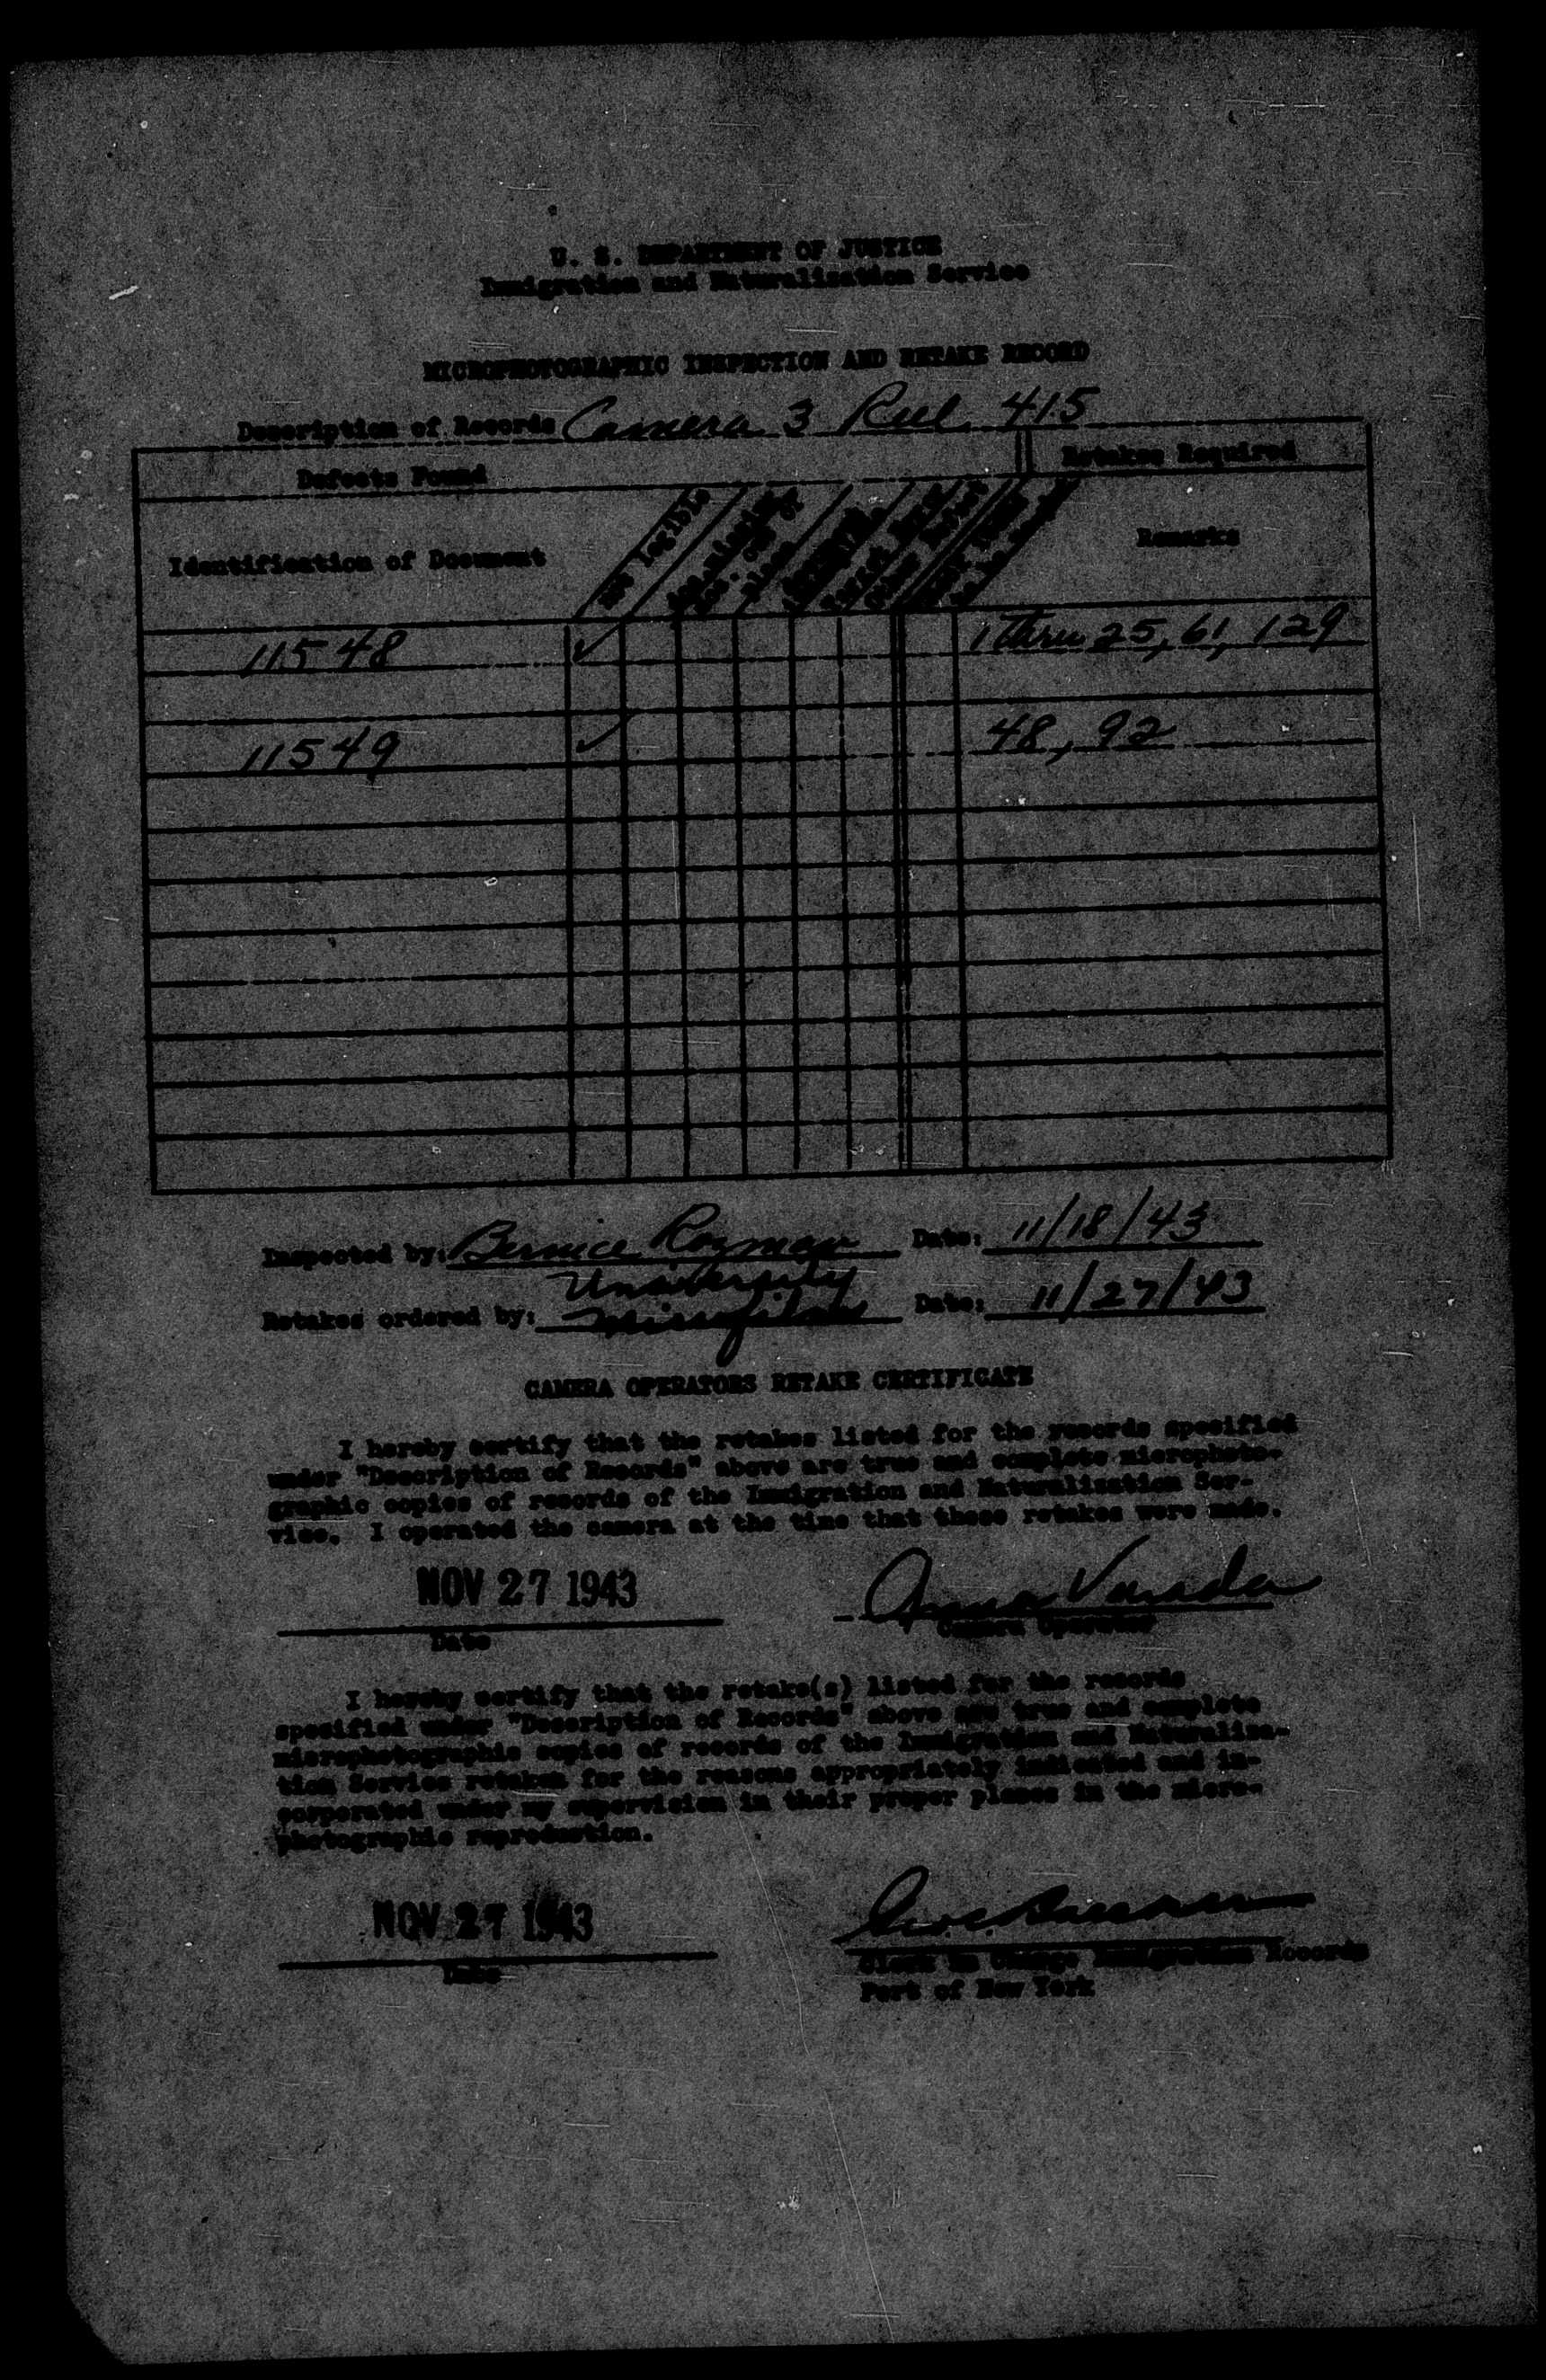 U. S. DEPARTMENT OF JUSTICE
Immigration and Naturalization Service
MICROPHOTOGRAPHIC INSPECTION AND RETAKE RECORD
Description of Records Camera 3 Reel 415
Defects Found Retakes Required
Identification of Document Not legible Remarks
11548 ✓ 1 thru 25, 61, 129
11549 ✓ 48, 92
Inspected by: Bernice Date: 11/18/43
University
Retakes ordered by: Microfilm Date: 11/27/43
CAMERA OPERATORS RETAKE CERTIFICATE
I hereby certify that the retakes listed for the records specified
under "Description of Records" above are true and complete microphoto-
graphic copies of records of the Immigration and Naturalization Ser-
vice. I operated the camera at the time that these retakes were made.
NOV 27 1943 Anna
Date Camera Operator
I hereby certify that the retake(s) listed for the records
specified under "Description of Records" above are true and complete
microphotographic copies of records of the Immigration and Naturaliza-
tion Service retaken for the reasons appropriately indicated and in-
corporated under my supervision in their proper places in the micro-
photographic reproduction.
NOV 27 1943
Date Clerk in Charge Immigration Records
Port of New York